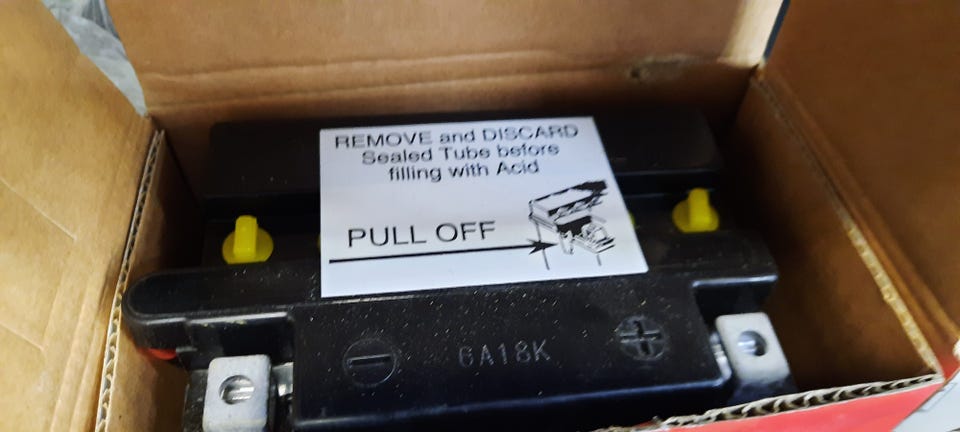 REMOVE and DISCARD
Sealed Tube before
filling with Acid
PULL OFF
6A18K